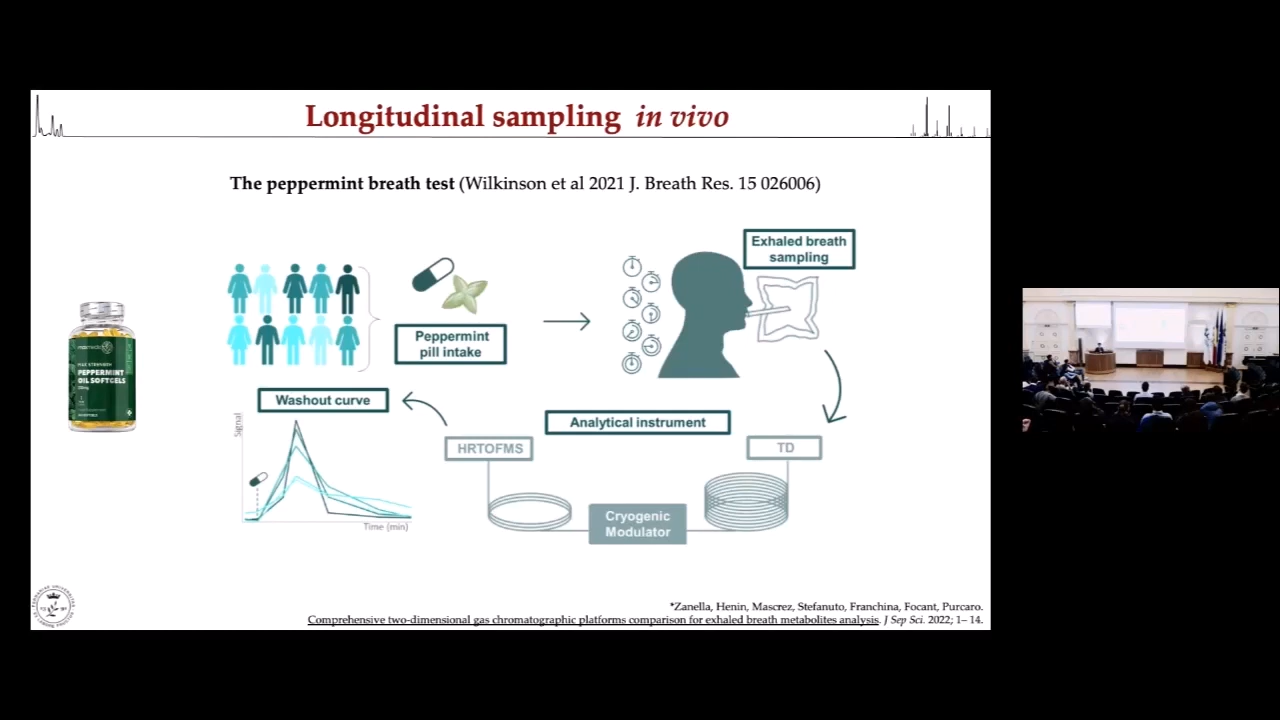 Longitudinal sampling in vivo
The peppermint breath test (Wilkinson et al 2021 J. Breath Res. 15 026006)
Exhaled breath
sampling
Peppermint
pill intake
PEPPERMINT
OIL SOFTGELS
Washout curve
Signal
Time (min)
Analytical instrument
HRTOFMS
TD
Cryogenic
Modulator
*Zanella, Henin, Mascrez, Stefanuto, Franchina, Focant, Purcaro.
Comprehensive two-dimensional gas chromatographic platforms comparison for exhaled breath metabolites analysis. J Sep Sci. 2022; 1– 14.